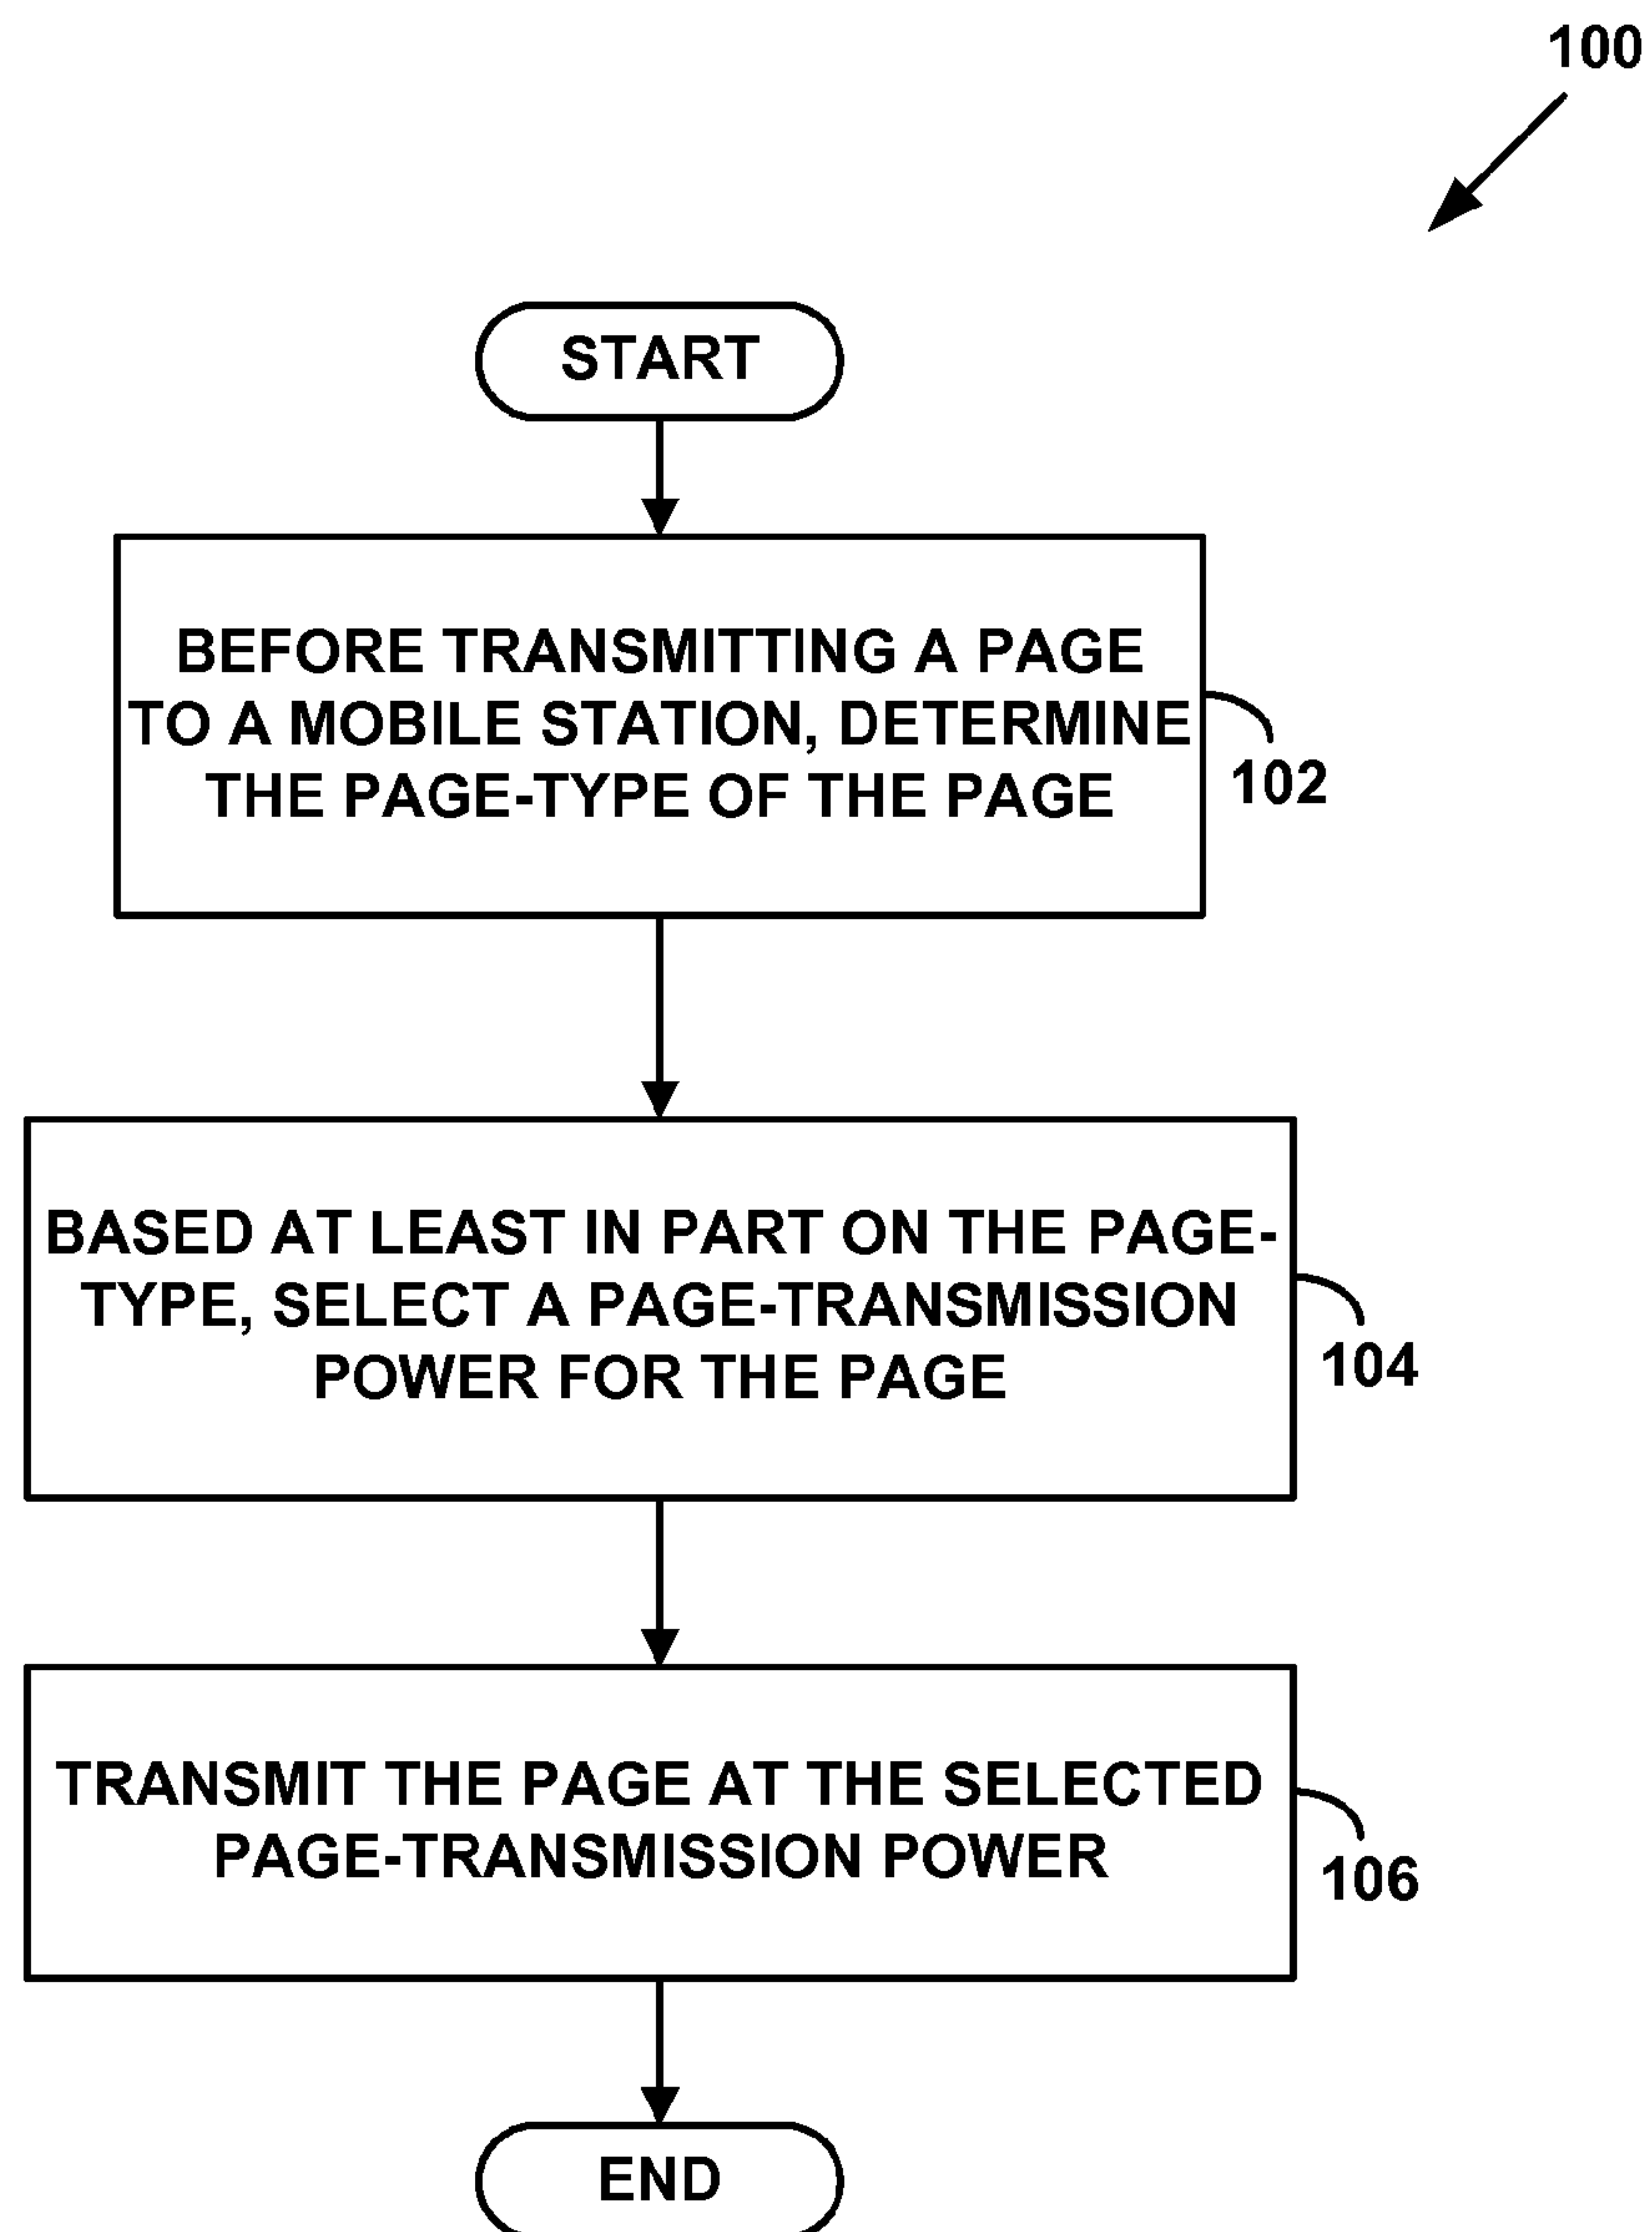 100
START
BEFORE TRANSMITTING A PAGE
TO A MOBILE STATION, DETERMINE
THE PAGE-TYPE OF THE PAGE
102
BASED AT LEAST IN PART ON THE PAGE-
TYPE, SELECT A PAGE-TRANSMISSION
POWER FOR THE PAGE
104
TRANSMIT THE PAGE AT THE SELECTED
PAGE-TRANSMISSION POWER
106
END